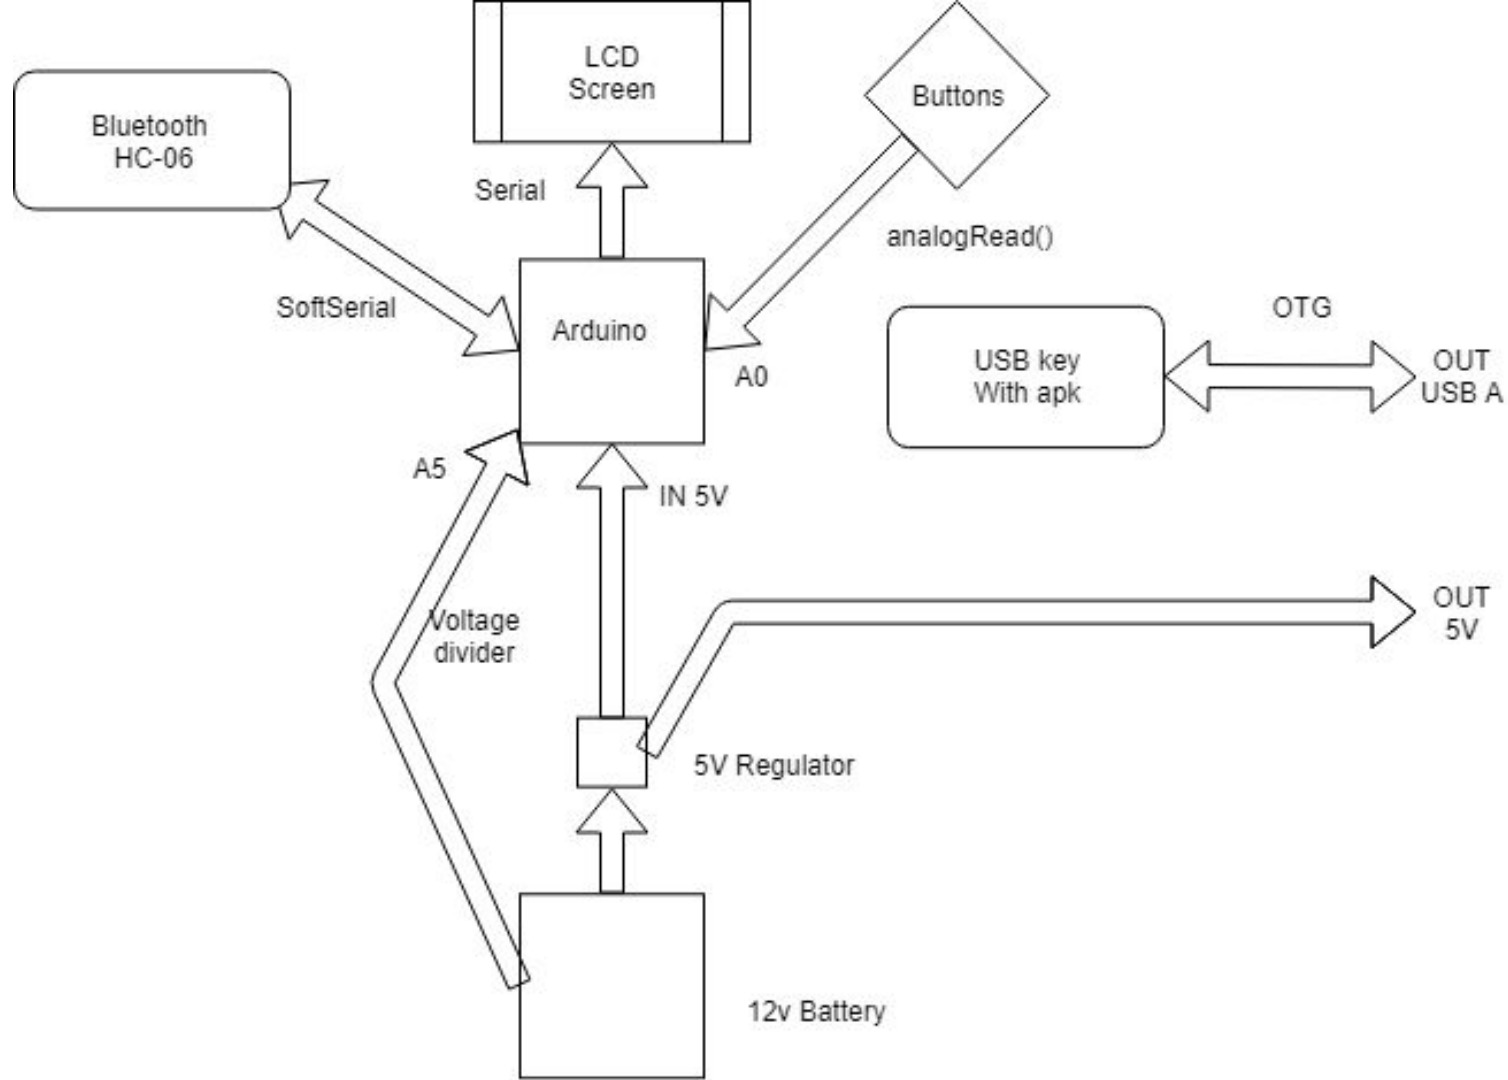 LCD
Screen
Buttons
Bluetooth
HC-06
Serial
analogRead()
SoftSerial
OTG
Arduino
A0
USB key
With apk
OUT
USB A
A5
IN 5V
Voltage
divider
OUT
5V
5V Regulator
12v Battery